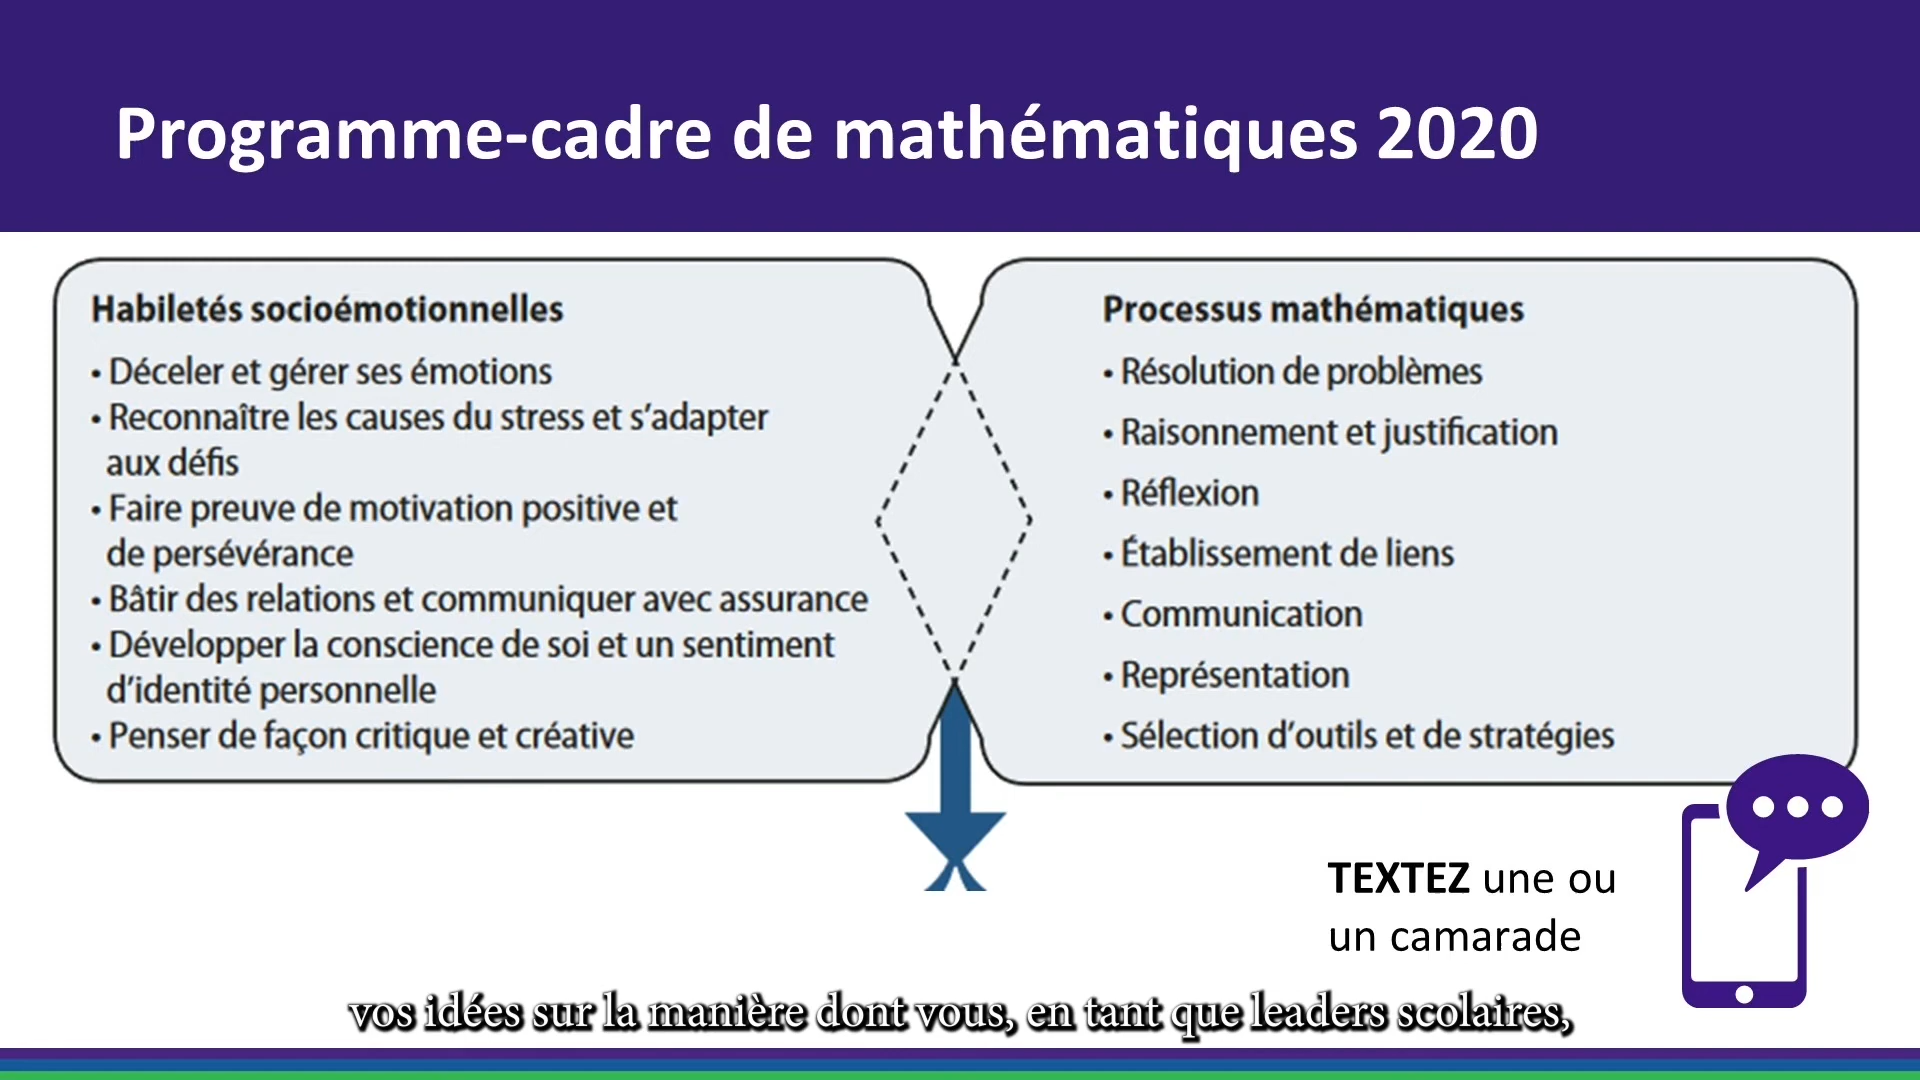 Programme-cadre de mathématiques 2020
Habiletés socioémotionnelles
• Déceler et gérer ses émotions
• Reconnaître les causes du stress et s’adapter
aux défis
• Faire preuve de motivation positive et
de persévérance
• Bâtir des relations et communiquer avec assurance
• Développer la conscience de soi et un sentiment
d’identité personnelle
• Penser de façon critique et créative
Processus mathématiques
• Résolution de problèmes
• Raisonnement et justification
• Réflexion
• Établissement de liens
• Communication
• Représentation
• Sélection d’outils et de stratégies
TEXTEZ une ou
un camarade
vos idées sur la manière dont vous, en tant que leaders scolaires,